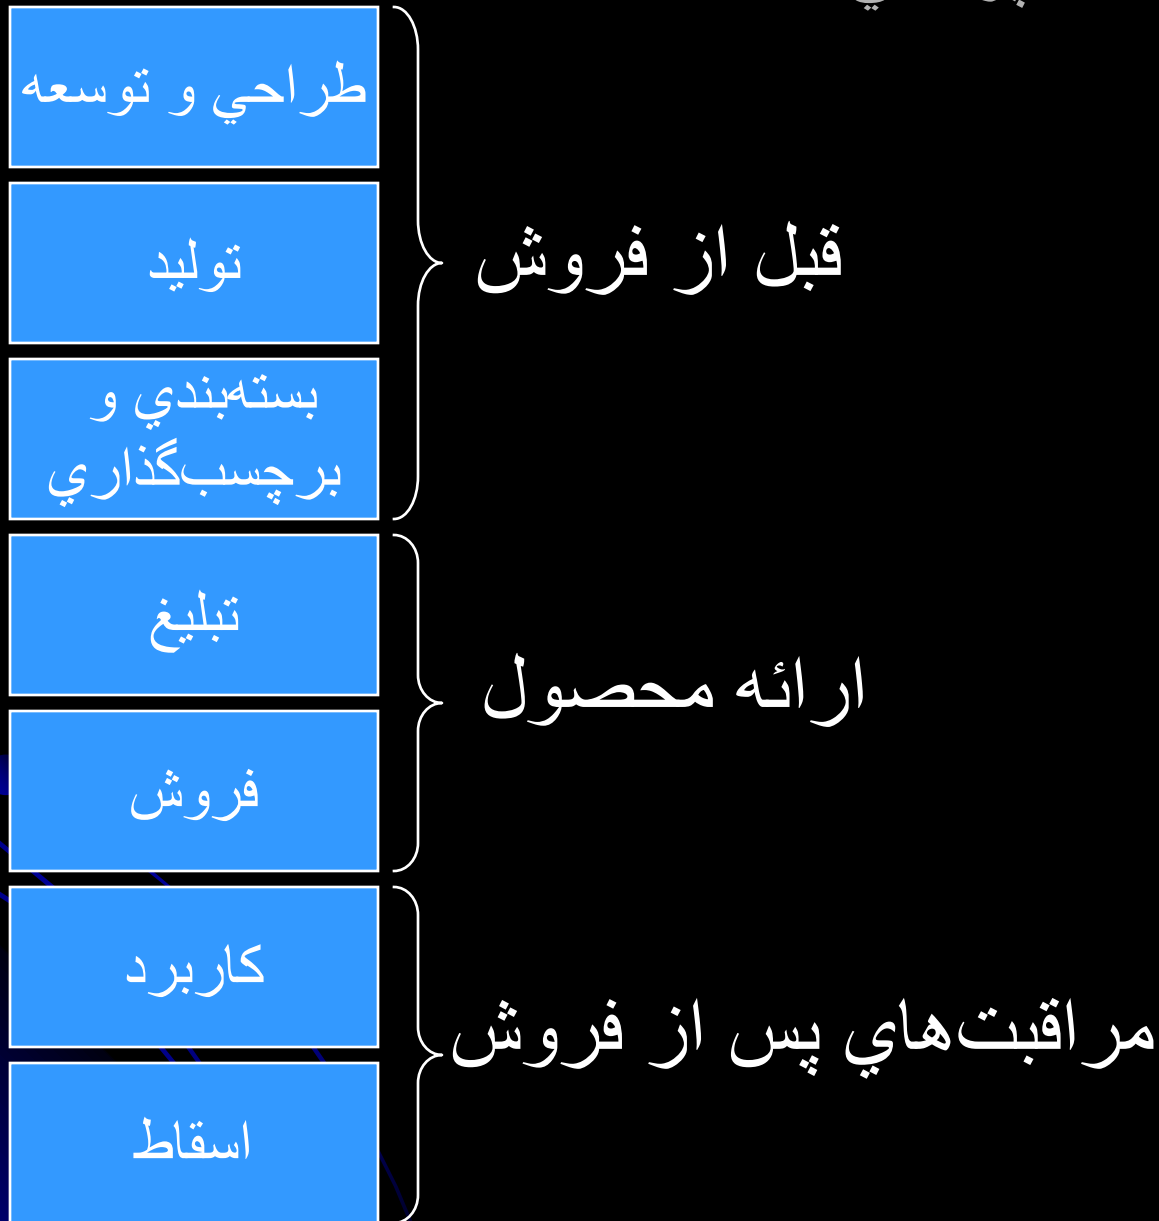 طراحي و توسعه
توليد
بسته‌بندي و
برچسب‌گذاري
قبل از فروش
تبليغ
فروش
ارائه محصول
كاربرد
اسقاط
مراقبت‌هاي پس از فروش